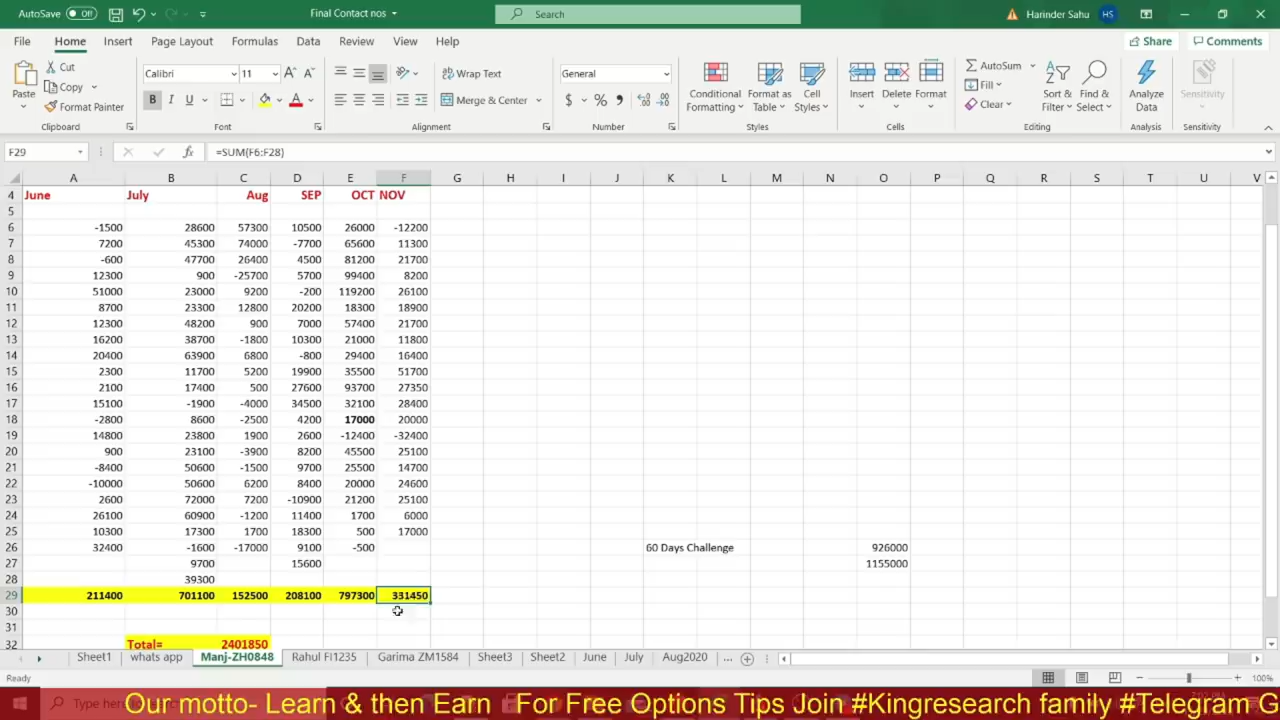 AutoSave Off Final Contact nos Search Harinder Sahu HS
File Home Insert Draw Page Layout Formulas Data Review View Help Share Comments
Paste Cut Copy Format Painter Calibri 11 B I U Wrap Text Merge & Center General $ % Conditional Formatting Format as Table Cell Styles Insert Delete Format AutoSum Fill Clear Sort & Filter Find & Select Analyze Data Sensitivity
Clipboard Font Alignment Number Styles Cells Editing Analysis Sensitivity
F29 fx =SUM(F6:F28)
A B C D E F G H I J K L M N O P Q R S T U V
4 June July Aug SEP OCT NOV
5
6 -1500 28600 57300 10500 26000 -12200
7 7200 45300 74000 -7700 65600 11300
8 -600 47700 26400 4500 81200 21700
9 12300 900 -25700 5700 99400 8200
10 51000 23000 9200 -200 119200 26100
11 8700 23300 12800 20200 18300 18900
12 12300 48200 900 7000 57400 21700
13 16200 38700 -1800 10300 21000 11800
14 20400 63900 6800 -800 29400 16400
15 2300 11700 5200 19900 35500 51700
16 2100 17400 500 27600 93700 27350
17 15100 -1900 -4000 34500 32100 28400
18 -2800 8600 -2500 4200 17000 20000
19 14800 23800 1900 2600 -12400 -32400
20 900 23100 -3900 8200 45500 25100
21 -8400 50600 -1500 9700 25500 14700
22 -10000 50600 6200 8400 20000 24600
23 2600 72000 7200 -10900 21200 25100
24 26100 60900 -1200 11400 1700 6000
25 10300 17300 1700 18300 500 17000
26 32400 -1600 -17000 9100 -500 60 Days Challenge 926000
27 9700 15600 1155000
28 39300
29 211400 701100 152500 208100 797300 331450
30
31
32 Total= 2401850
Sheet1 whats app Manj-ZH0848 Rahul FI1235 Garima ZM1584 Sheet3 Sheet2 June July Aug2020 ...
Ready 100%
Our motto- Learn & then Earn For Free Options Tips Join #Kingresearch family #Telegram G